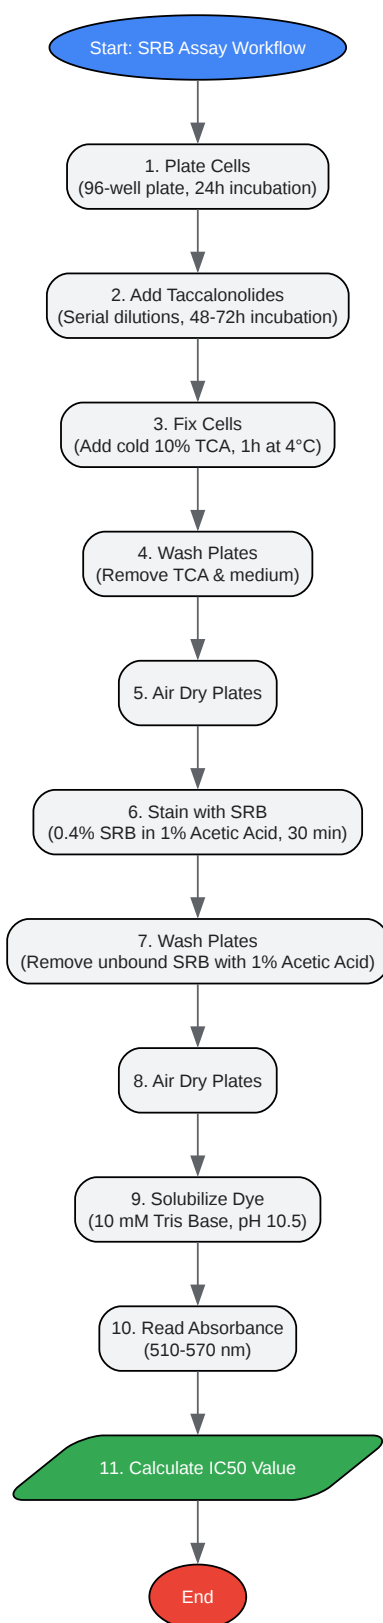 Start: SRB Assay Workflow
1. Plate Cells
(96-well plate, 24h incubation)
2. Add Taccalonolides
(Serial dilutions, 48-72h incubation)
3. Fix Cells
(Add cold 10% TCA, 1h at 4°C)
4. Wash Plates
(Remove TCA & medium)
5. Air Dry Plates
6. Stain with SRB
(0.4% SRB in 1% Acetic Acid, 30 min)
7. Wash Plates
(Remove unbound SRB with 1% Acetic Acid)
8. Air Dry Plates
9. Solubilize Dye
(10 mM Tris Base, pH 10.5)
10. Read Absorbance
(510-570 nm)
11. Calculate IC50 Value
End